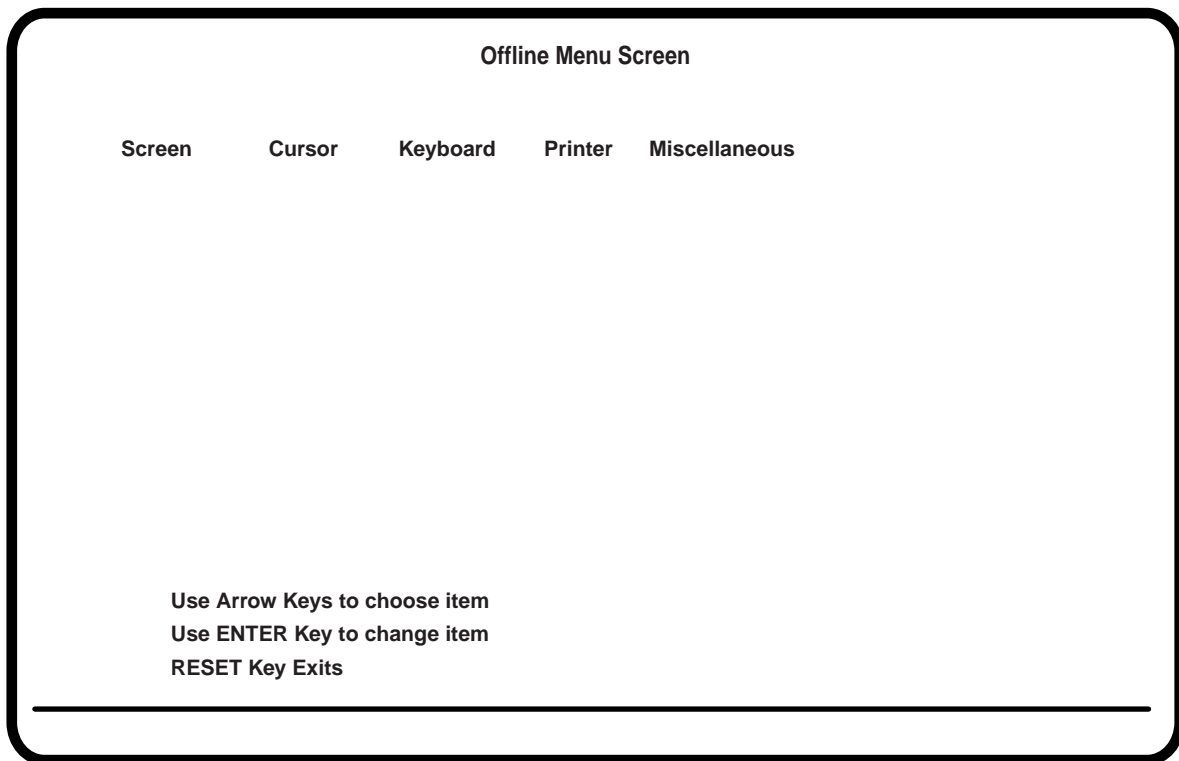 Offline Menu Screen
Screen Cursor Keyboard Printer Miscellaneous
Use Arrow Keys to choose item
Use ENTER Key to change item
RESET Key Exits